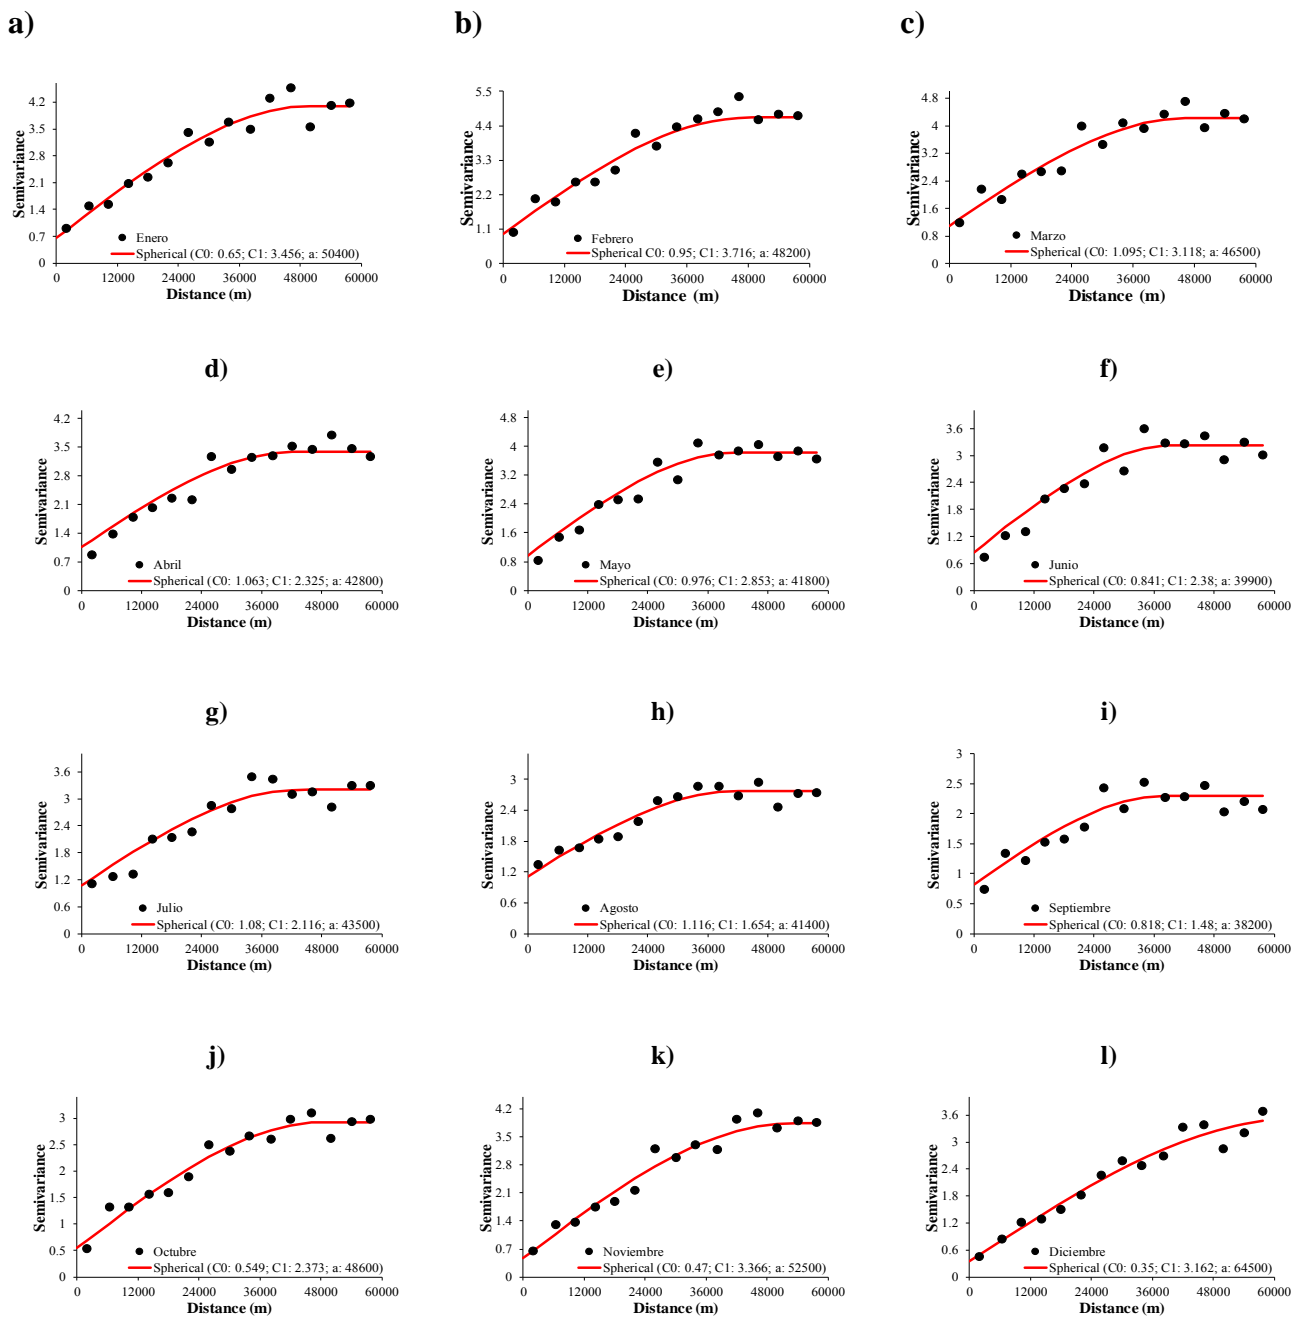 a)
b)
c)
4.2
3.5
2.8
2.1
1.4
0.7
0
Semivariance
Enero
Spherical (C0: 0.65; C1: 3.456; a: 50400)
0 12000 24000 36000 48000 60000
Distance (m)
5.5
4.4
3.3
2.2
1.1
0
Semivariance
Febrero
Spherical (C0: 0.95; C1: 3.716; a: 48200)
0 12000 24000 36000 48000 60000
Distance (m)
4.8
4
3.2
2.4
1.6
0.8
0
Semivariance
Marzo
Spherical (C0: 1.095; C1: 3.118; a: 46500)
0 12000 24000 36000 48000 60000
Distance (m)
d)
e)
f)
4.2
3.5
2.8
2.1
1.4
0.7
0
Semivariance
Abril
Spherical (C0: 1.063; C1: 2.325; a: 42800)
0 12000 24000 36000 48000 60000
Distance (m)
4.8
4
3.2
2.4
1.6
0.8
0
Semivariance
Mayo
Spherical (C0: 0.976; C1: 2.853; a: 41800)
0 12000 24000 36000 48000 60000
Distance (m)
3.6
3
2.4
1.8
1.2
0.6
0
Semivariance
Junio
Spherical (C0: 0.841; C1: 2.38; a: 39900)
0 12000 24000 36000 48000 60000
Distance (m)
g)
h)
i)
3.6
3
2.4
1.8
1.2
0.6
0
Semivariance
Julio
Spherical (C0: 1.08; C1: 2.116; a: 43500)
0 12000 24000 36000 48000 60000
Distance (m)
3
2.4
1.8
1.2
0.6
0
Semivariance
Agosto
Spherical (C0: 1.116; C1: 1.654; a: 41400)
0 12000 24000 36000 48000 60000
Distance (m)
3
2.5
2
1.5
1
0.5
0
Semivariance
Septiembre
Spherical (C0: 0.818; C1: 1.48; a: 38200)
0 12000 24000 36000 48000 60000
Distance (m)
j)
k)
l)
3
2.5
2
1.5
1
0.5
0
Semivariance
Octubre
Spherical (C0: 0.549; C1: 2.373; a: 48600)
0 12000 24000 36000 48000 60000
Distance (m)
4.2
3.5
2.8
2.1
1.4
0.7
0
Semivariance
Noviembre
Spherical (C0: 0.47; C1: 3.366; a: 52500)
0 12000 24000 36000 48000 60000
Distance (m)
3.6
3
2.4
1.8
1.2
0.6
0
Semivariance
Diciembre
Spherical (C0: 0.35; C1: 3.162; a: 64500)
0 12000 24000 36000 48000 60000
Distance (m)